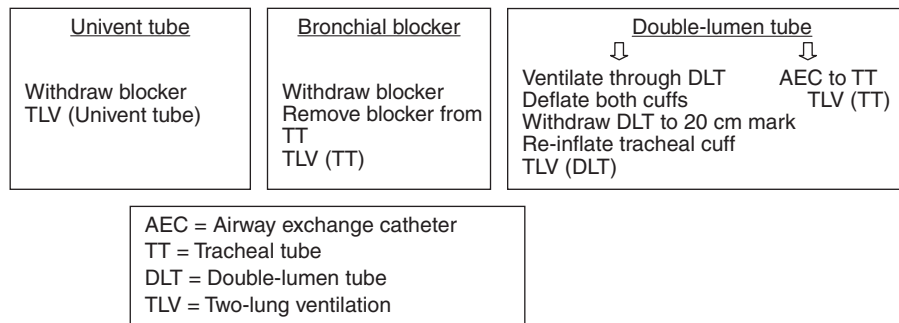 Univent tube
Withdraw blocker
TLV (Univent tube)
Bronchial blocker
Withdraw blocker
Remove blocker from
TT
TLV (TT)
Double-lumen tube
Ventilate through DLT
Deflate both cuffs
Withdraw DLT to 20 cm mark
Re-inflate tracheal cuff
TLV (DLT)
AEC to TT
TLV (TT)
AEC = Airway exchange catheter
TT = Tracheal tube
DLT = Double-lumen tube
TLV = Two-lung ventilation